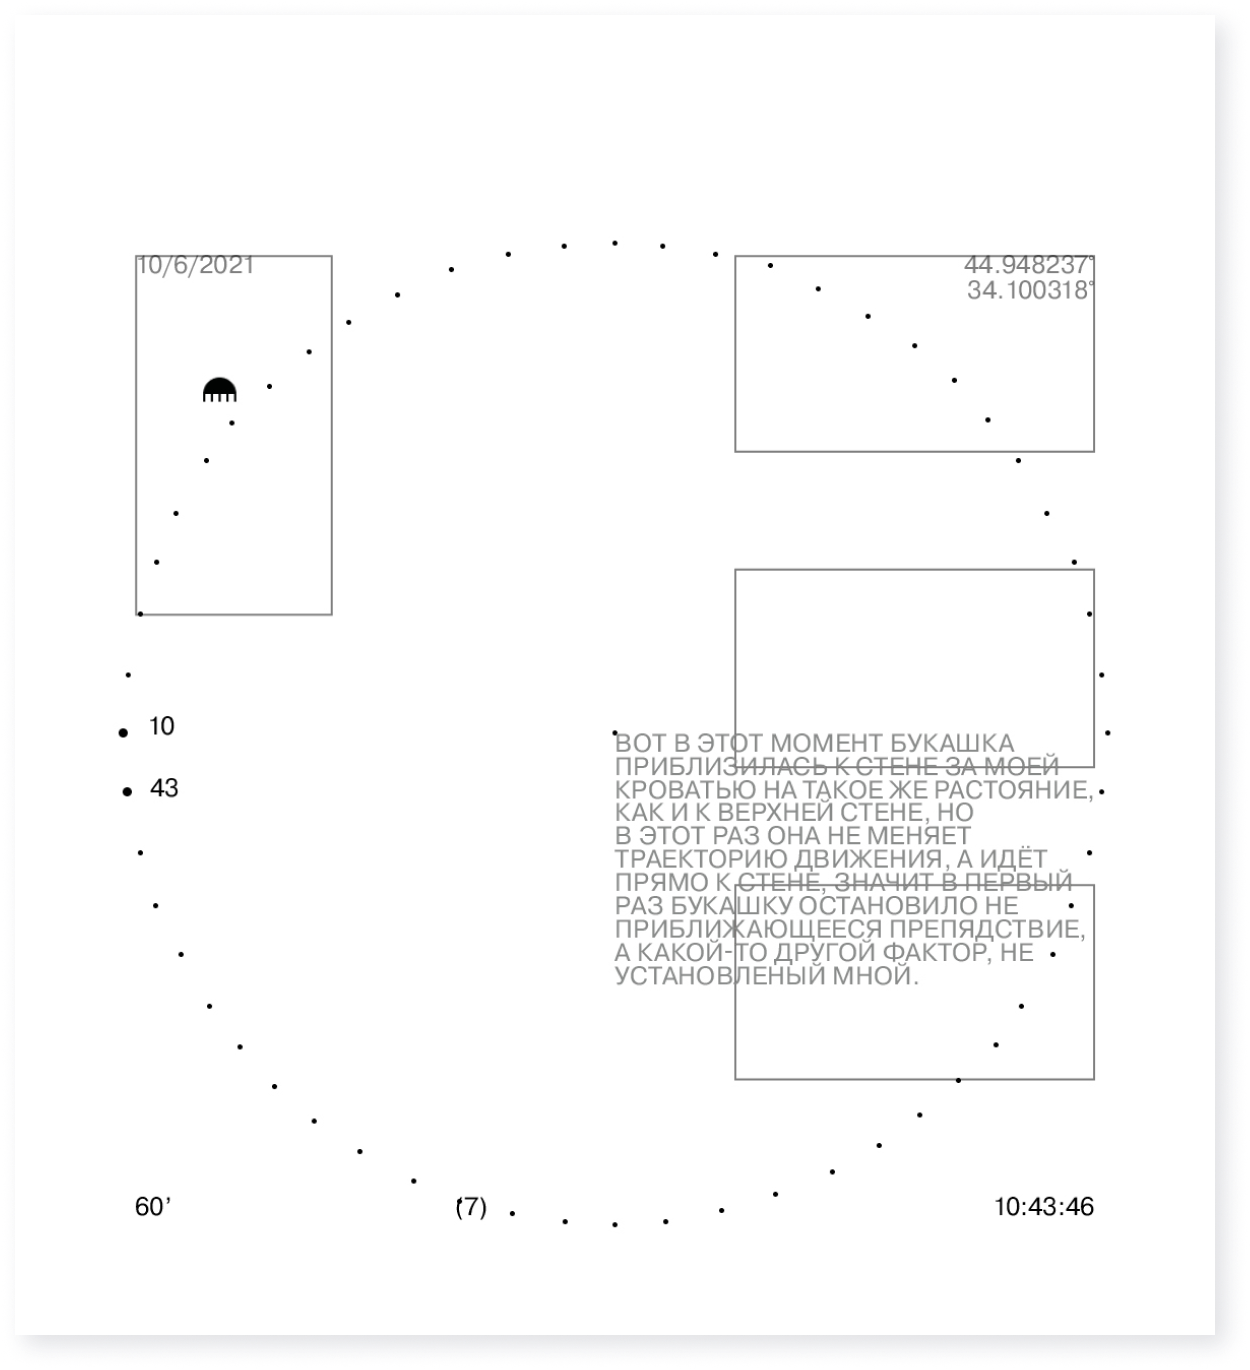 10/6/2021
44.948237°
34.100318°
10
43
ВОТ В ЭТОТ МОМЕНТ БУКАШКА
ПРИБЛИЗИЛАСЬ К СТЕНЕ ЗА МОЕЙ
КРОВАТЬЮ НА ТАКОЕ ЖЕ РАСТОЯНИЕ,
КАК И К ВЕРХНЕЙ СТЕНЕ, НО
В ЭТОТ РАЗ ОНА НЕ МЕНЯЕТ
ТРАЕКТОРИЮ ДВИЖЕНИЯ, А ИДЁТ
ПРЯМО К СТЕНЕ, ЗНАЧИТ В ПЕРВЫЙ
РАЗ БУКАШКУ ОСТАНОВИЛО НЕ
ПРИБЛИЖАЮЩЕЕСЯ ПРЕПЯДСТВИЕ,
А КАКОЙ-ТО ДРУГОЙ ФАКТОР, НЕ
УСТАНОВЛЕНЫЙ МНОЙ.
60’
(7)
10:43:46